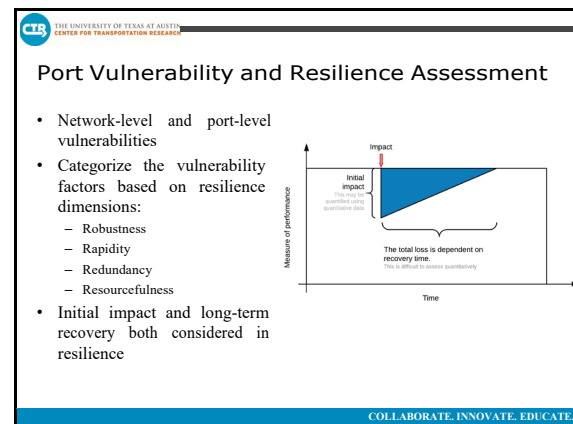 CTR
THE UNIVERSITY OF TEXAS AT AUSTIN
CENTER FOR TRANSPORTATION RESEARCH
Port Vulnerability and Resilience Assessment
• Network-level and port-level
vulnerabilities
• Categorize the vulnerability
factors based on resilience
dimensions:
– Robustness
– Rapidity
– Redundancy
– Resourcefulness
• Initial impact and long-term
recovery both considered in
resilience
Impact
Initial
impact
This may be
quantified using
quantitative data
Measure of performance
The total loss is dependent on
recovery time.
This is difficult to assess quantitatively
Time
COLLABORATE. INNOVATE. EDUCATE.